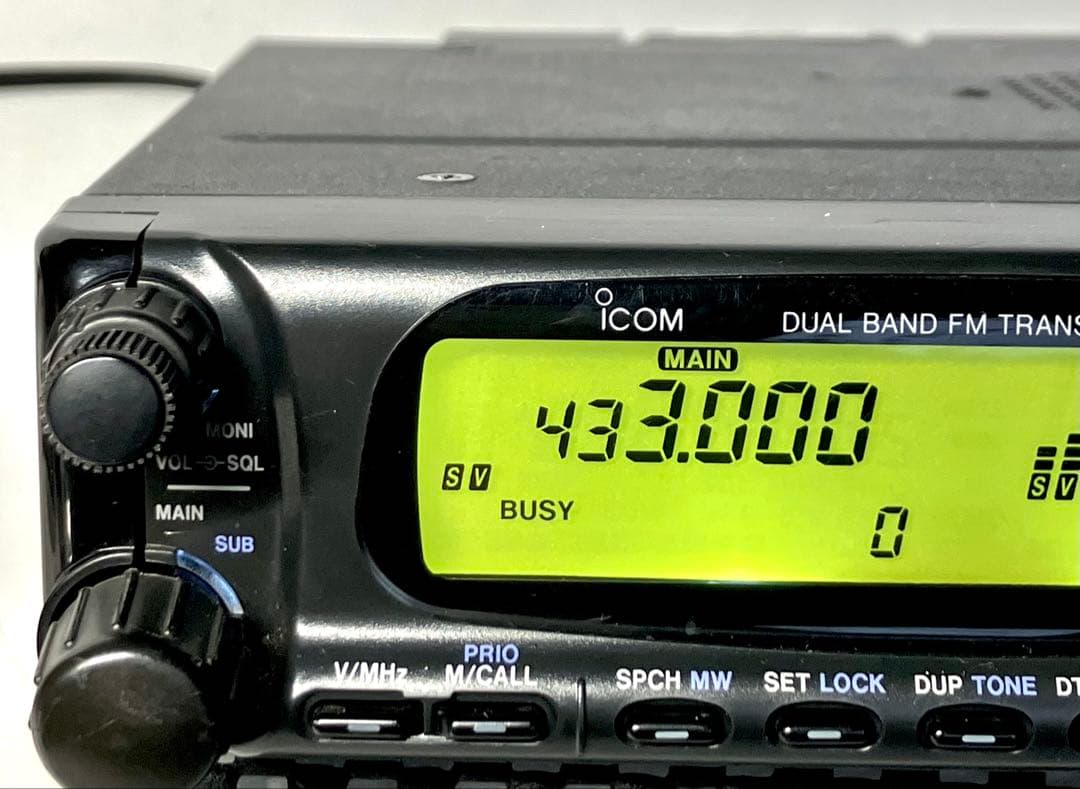 ICOM
DUAL BAND FM TRANS
MAIN
433.000
S V
BUSY
0
S V
MONI
VOL SQL
MAIN
SUB
PRIO
V/MHz M/CALL SPCH MW SET LOCK DUP TONE DT